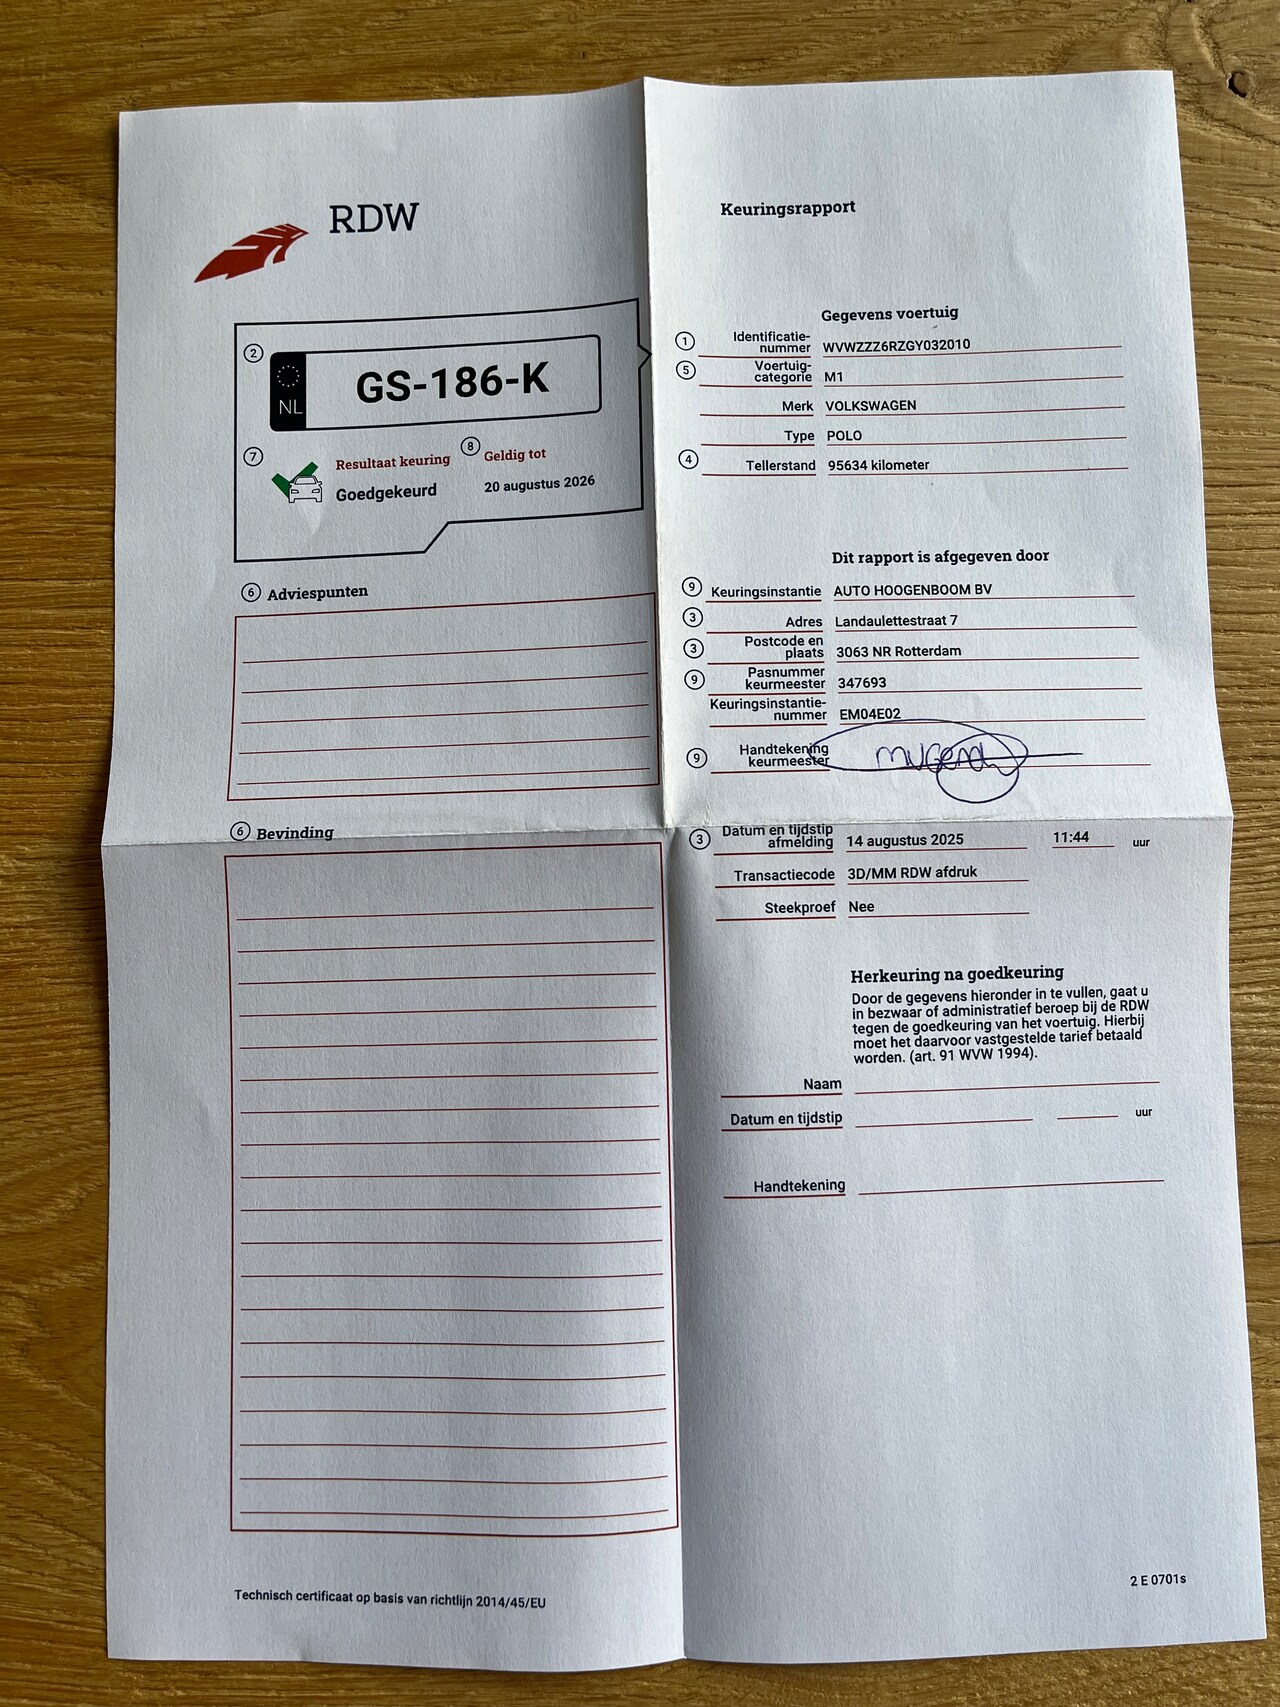 RDW
Keuringsrapport
2
NL
GS-186-K
7
Resultaat keuring
Goedgekeurd
8
Geldig tot
20 augustus 2026
6 Adviespunten
6 Bevinding
Gegevens voertuig
1 Identificatie-
nummer WVWZZZ6RZGY032010
5 Voertuig-
categorie M1
Merk VOLKSWAGEN
Type POLO
4 Tellerstand 95634 kilometer
Dit rapport is afgegeven door
9 Keuringsinstantie AUTO HOOGENBOOM BV
3 Adres Landaulettestraat 7
3 Postcode en
plaats 3063 NR Rotterdam
9 Pasnummer
keurmeester 347693
Keuringsinstantie-
nummer EM04E02
9 Handtekening
keurmeester
3 Datum en tijdstip
afmelding 14 augustus 2025 11:44 uur
Transactiecode 3D/MM RDW afdruk
Steekproef Nee
Herkeuring na goedkeuring
Door de gegevens hieronder in te vullen, gaat u
in bezwaar of administratief beroep bij de RDW
tegen de goedkeuring van het voertuig. Hierbij
moet het daarvoor vastgestelde tarief betaald
worden. (art. 91 WVW 1994).
Naam
Datum en tijdstip uur
Handtekening
Technisch certificaat op basis van richtlijn 2014/45/EU
2 E 0701s